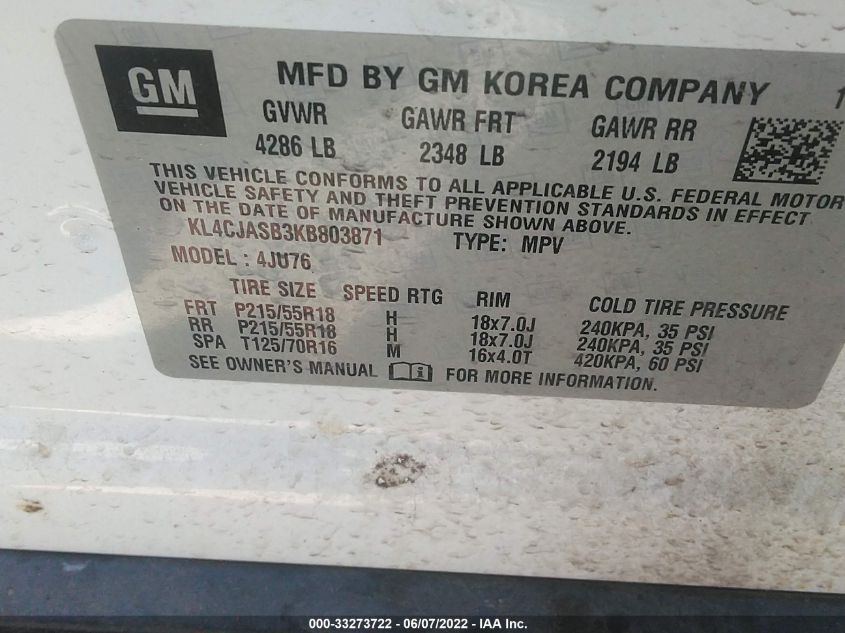 GM
MFD BY GM KOREA COMPANY
GVWR GAWR FRT GAWR RR
4286 LB 2348 LB 2194 LB
THIS VEHICLE CONFORMS TO ALL APPLICABLE U.S. FEDERAL MOTOR
VEHICLE SAFETY AND THEFT PREVENTION STANDARDS IN EFFECT
ON THE DATE OF MANUFACTURE SHOWN ABOVE.
KL4CJASB3KB803871 TYPE: MPV
MODEL : 4JU76
TIRE SIZE SPEED RTG RIM COLD TIRE PRESSURE
FRT P215/55R18 H 18x7.0J 240KPA, 35 PSI
RR P215/55R18 H 18x7.0J 240KPA, 35 PSI
SPA T125/70R16 M 16x4.0T 420KPA, 60 PSI
SEE OWNER'S MANUAL FOR MORE INFORMATION.
000-33273722 - 06/07/2022 - IAA Inc.